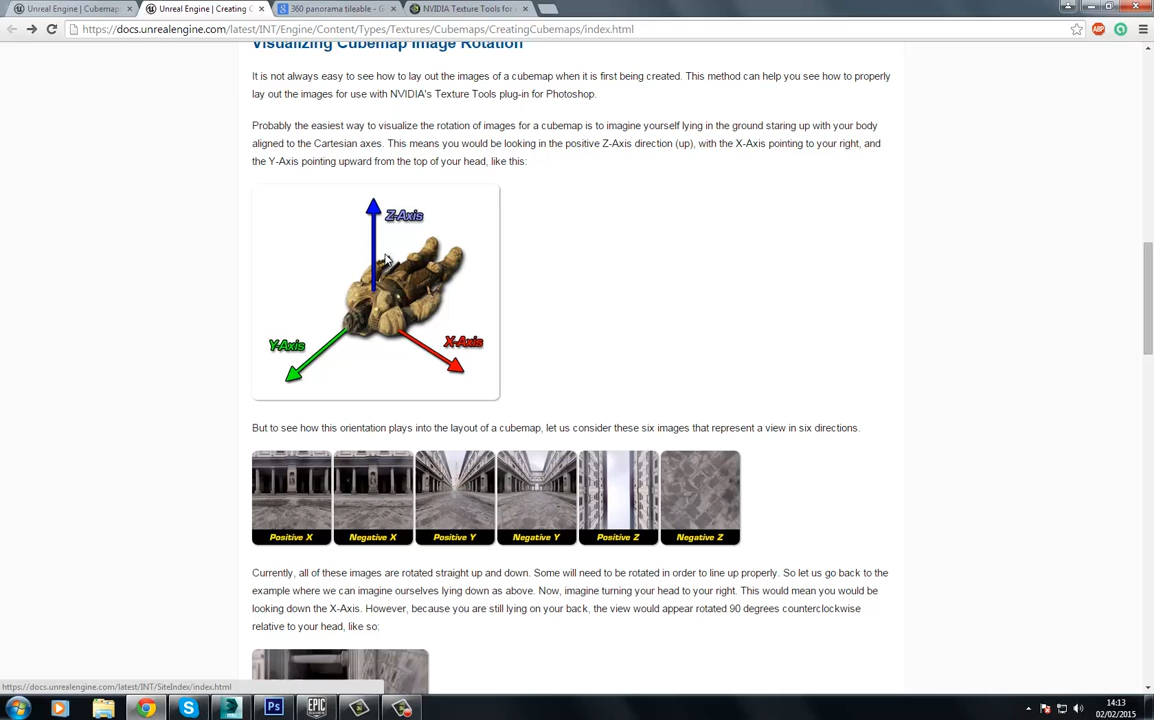 Unreal Engine | Cubemap
Unreal Engine | Creating C
360 panorama tileable - G
NVIDIA Texture Tools for
https://docs.unrealengine.com/latest/INT/Engine/Content/Types/Textures/Cubemaps/CreatingCubemaps/index.html
ABP
Visualizing Cubemap Image Rotation
It is not always easy to see how to lay out the images of a cubemap when it is first being created. This method can help you see how to properly
lay out the images for use with NVIDIA's Texture Tools plug-in for Photoshop.
Probably the easiest way to visualize the rotation of images for a cubemap is to imagine yourself lying in the ground staring up with your body
aligned to the Cartesian axes. This means you would be looking in the positive Z-Axis direction (up), with the X-Axis pointing to your right, and
the Y-Axis pointing upward from the top of your head, like this:
Z-Axis
Y-Axis
X-Axis
But to see how this orientation plays into the layout of a cubemap, let us consider these six images that represent a view in six directions.
Positive X
Negative X
Positive Y
Negative Y
Positive Z
Negative Z
Currently, all of these images are rotated straight up and down. Some will need to be rotated in order to line up properly. So let us go back to the
example where we can imagine ourselves lying down as above. Now, imagine turning your head to your right. This would mean you would be
looking down the X-Axis. However, because you are still lying on your back, the view would appear rotated 90 degrees counterclockwise
relative to your head, like so:
https://docs.unrealengine.com/latest/INT/SiteIndex/index.html
Ps
EPIC
14:13
02/02/2015